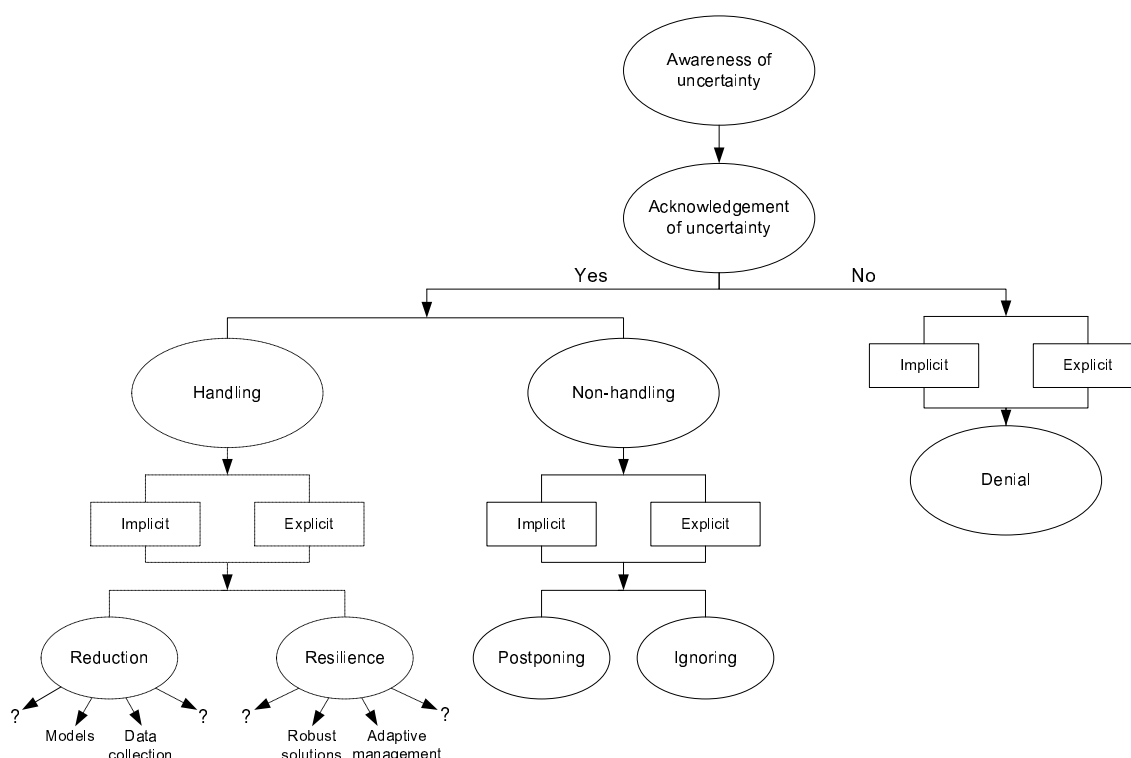 Awareness of
uncertainty
Acknowledgement
of uncertainty
Yes
No
Handling
Non-handling
Implicit
Explicit
Denial
Implicit
Explicit
Implicit
Explicit
Reduction
Resilience
Postponing
Ignoring
?
Models
Data
collection
?
?
Robust
solutions
Adaptive
management
?